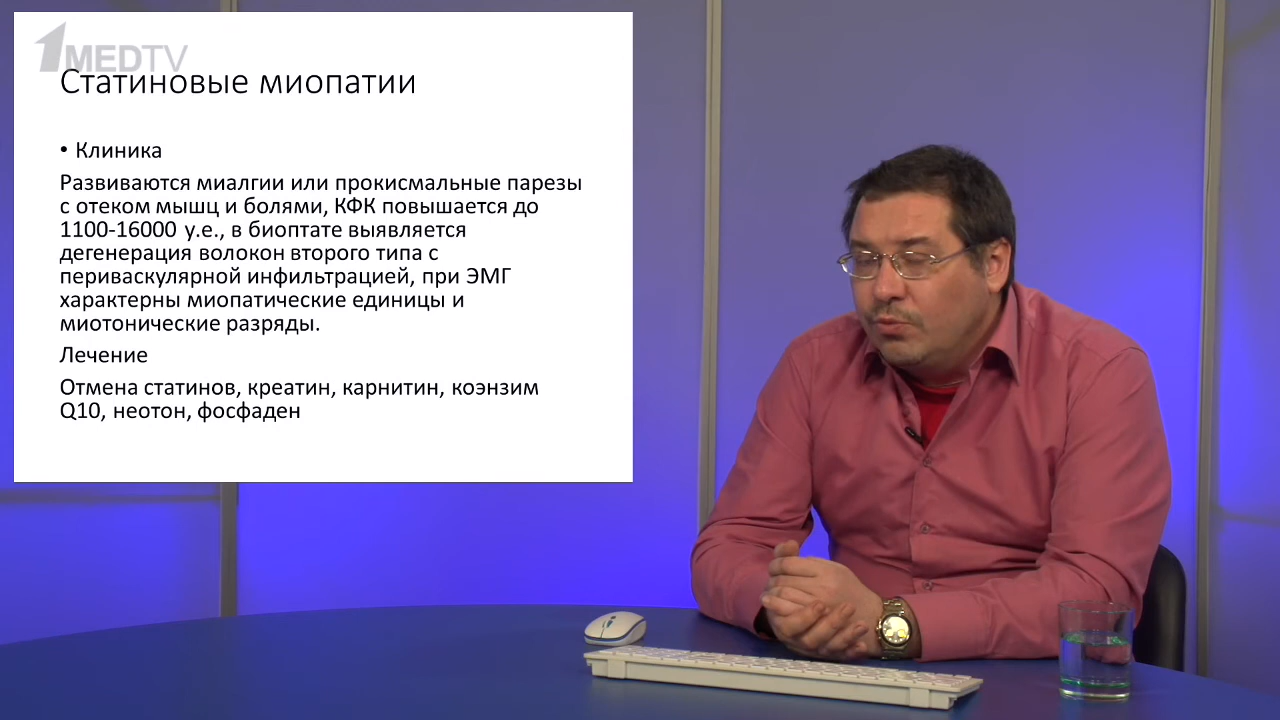 1MEDTV
Статиновые миопатии
• Клиника
Развиваются миалгии или прокисмальные парезы
с отеком мышц и болями, КФК повышается до
1100-16000 у.е., в биоптате выявляется
дегенерация волокон второго типа с
периваскулярной инфильтрацией, при ЭМГ
характерны миопатические единицы и
миотонические разряды.
Лечение
Отмена статинов, креатин, карнитин, коэнзим
Q10, неотон, фосфаден